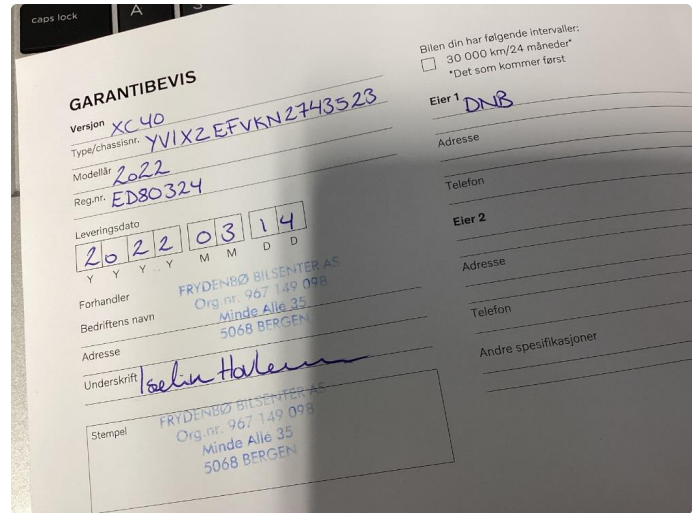 caps lock
A
S
GARANTIBEVIS
Versjon XC40
Type/chassisnr. YV1XZEFVKN2743523
Modellår 2022
Reg.nr. ED80324
Leveringsdato
2022 03 14
Y Y Y Y M M D D
Forhandler
Bedriftens navn
Adresse
FRYDENBØ BILSENTER AS
Org.nr. 967 149 098
Minde Allé 35
5068 BERGEN
Underskrift Iselin
Stempel
FRYDENBØ BILSENTER AS
Org.nr. 967 149 098
Minde Allé 35
5068 BERGEN
Bilen din har følgende intervaller:
30 000 km/24 måneder*
*Det som kommer først
Eier 1 DNB
Adresse
Telefon
Eier 2
Adresse
Telefon
Andre spesifikasjoner